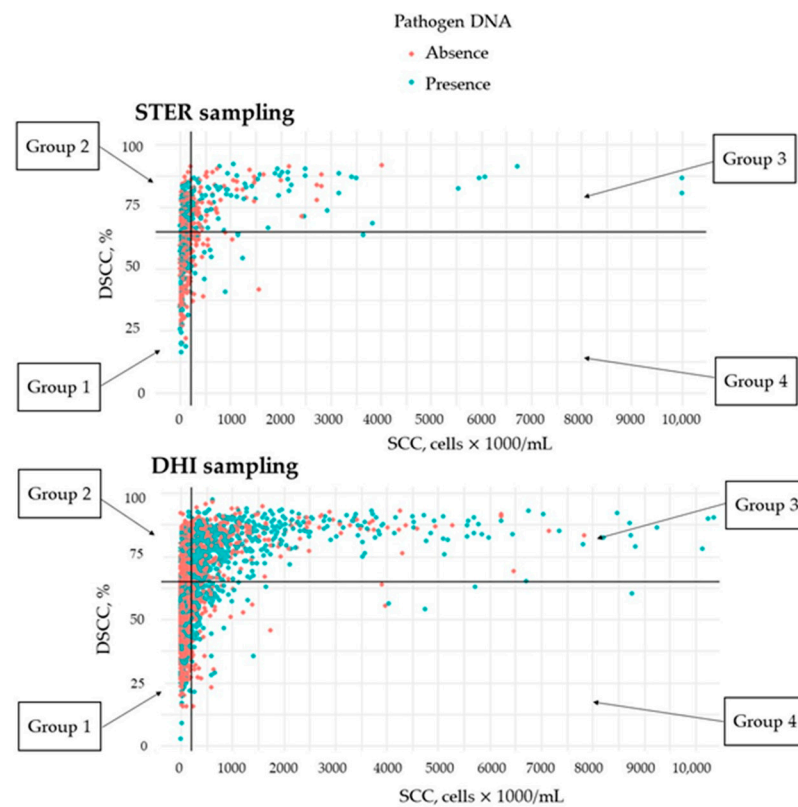 Pathogen DNA
Absence
Presence
STER sampling
Group 2
Group 3
100
75
50
25
0
DSCC, %
Group 1
Group 4
0 1000 2000 3000 4000 5000 6000 7000 8000 9000 10,000
SCC, cells × 1000/mL
DHI sampling
Group 2
Group 3
100
75
50
25
0
DSCC, %
Group 1
Group 4
0 1000 2000 3000 4000 5000 6000 7000 8000 9000 10,000
SCC, cells × 1000/mL